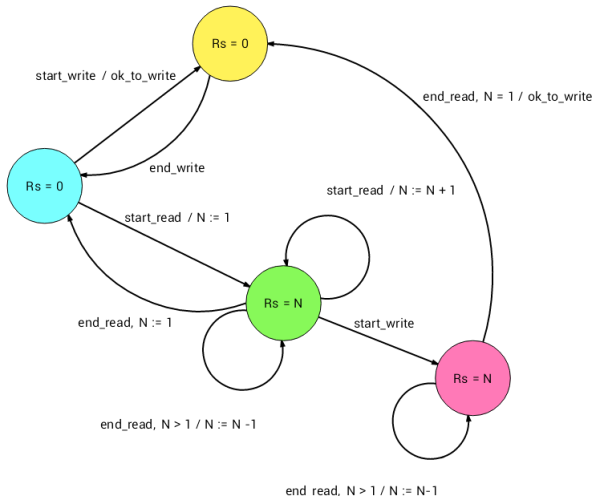 Rs = 0
start_write / ok_to_write
end_read, N = 1 / ok_to_write
end_write
Rs = 0
start_read / N := N + 1
start_read / N := 1
Rs = N
end_read, N := 1
start_write
Rs = N
end_read, N > 1 / N := N -1
end_read, N > 1 / N := N-1